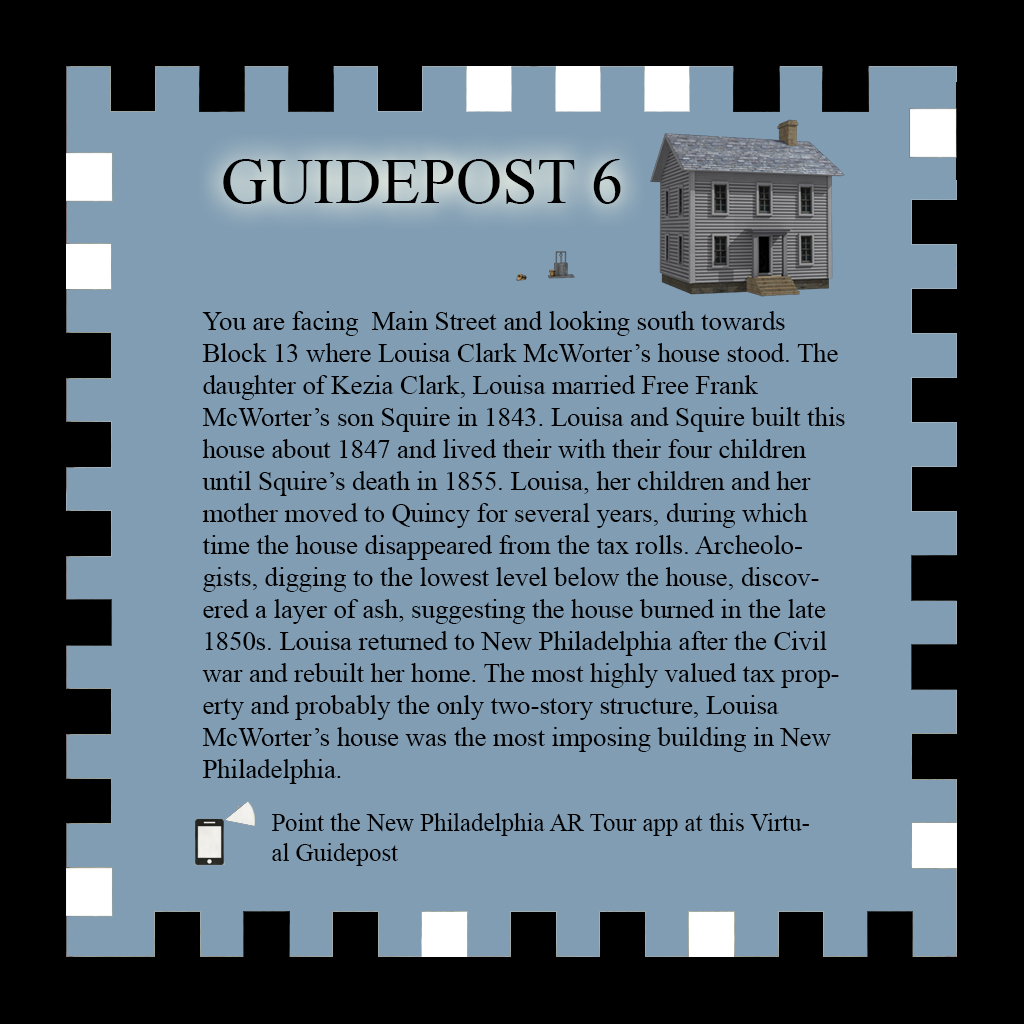 GUIDEPOST 6
You are facing  Main Street and looking south towards
Block 13 where Louisa Clark McWorter’s house stood. The
daughter of Kezia Clark, Louisa married Free Frank
McWorter’s son Squire in 1843. Louisa and Squire built this
house about 1847 and lived their with their four children
until Squire’s death in 1855. Louisa, her children and her
mother moved to Quincy for several years, during which
time the house disappeared from the tax rolls. Archeolo-
gists, digging to the lowest level below the house, discov-
ered a layer of ash, suggesting the house burned in the late
1850s. Louisa returned to New Philadelphia after the Civil
war and rebuilt her home. The most highly valued tax prop-
erty and probably the only two-story structure, Louisa
McWorter’s house was the most imposing building in New
Philadelphia.
Point the New Philadelphia AR Tour app at this Virtu-
al Guidepost